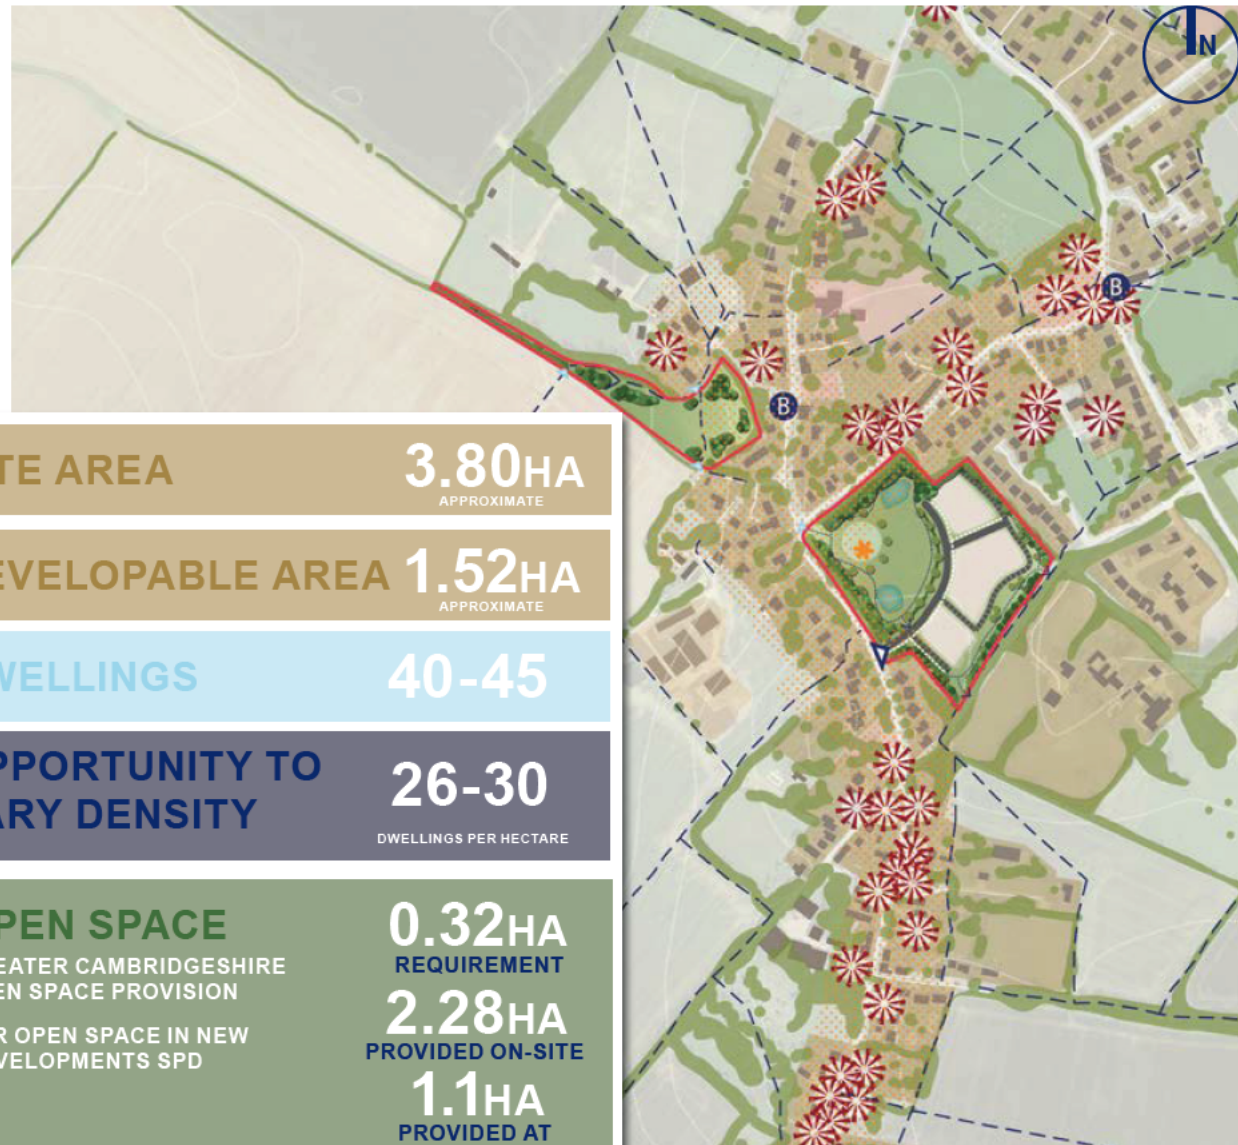 N
B
B
TE AREA
3.80HA
APPROXIMATE
EVELOPABLE AREA
1.52HA
APPROXIMATE
WELLINGS
40-45
PPORTUNITY TO
ARY DENSITY
26-30
DWELLINGS PER HECTARE
PEN SPACE
EATER CAMBRIDGESHIRE
EN SPACE PROVISION
R OPEN SPACE IN NEW
VELOPMENTS SPD
0.32HA
REQUIREMENT
2.28HA
PROVIDED ON-SITE
1.1HA
PROVIDED AT